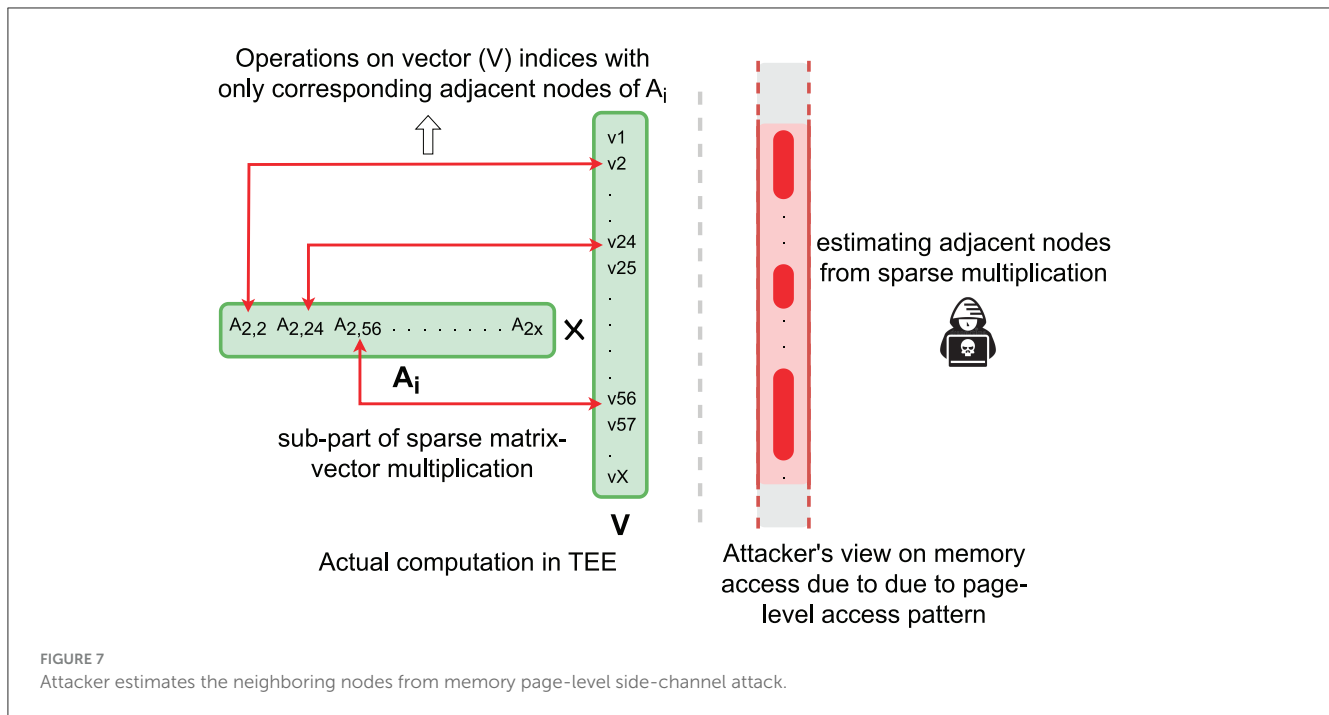 Operations on vector (V) indices with
only corresponding adjacent nodes of Ai
v1
v2
.
.
v24
v25
.
.
.
.
v56
v57
.
vX
V
A2,2 A2,24 A2,56 . . . . . . . . A2x
X
Ai
sub-part of sparse matrix-
vector multiplication
Actual computation in TEE
estimating adjacent nodes
from sparse multiplication
Attacker's view on memory
access due to due to page-
level access pattern
FIGURE 7
Attacker estimates the neighboring nodes from memory page-level side-channel attack.